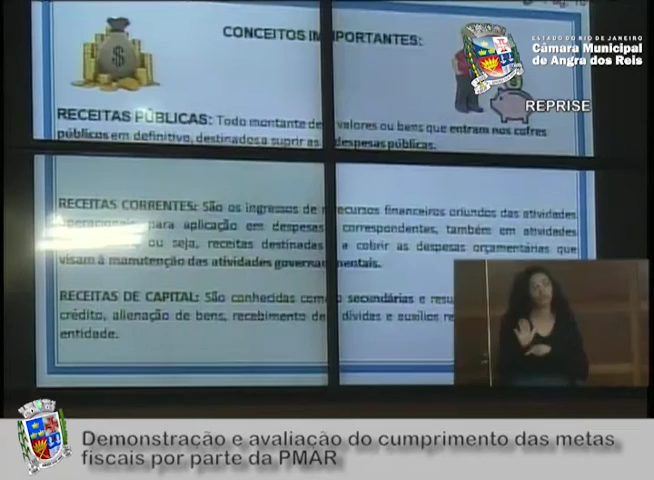 ESTADO DO RIO DE JANEIRO
Câmara Municipal
de Angra dos Reis
REPRISE
CONCEITOS IMPORTANTES:
RECEITAS PÚBLICAS: Todo montante de valores ou bens que entram nos cofres
públicos em definitivo, destinados a suprir as despesas públicas.
RECEITAS CORRENTES: São os ingressos de recursos financeiros oriundos das atividades
operacionais, para aplicação em despesas correspondentes, também em atividades
ou seja, receitas destinadas a cobrir as despesas orçamentárias que
visam à manutenção das atividades governamentais.
RECEITAS DE CAPITAL: São conhecidas como secundárias e
crédito, alienação de bens, recebimento de dívidas e auxílios
entidade.
Demonstração e avaliação do cumprimento das metas
fiscais por parte da PMAR